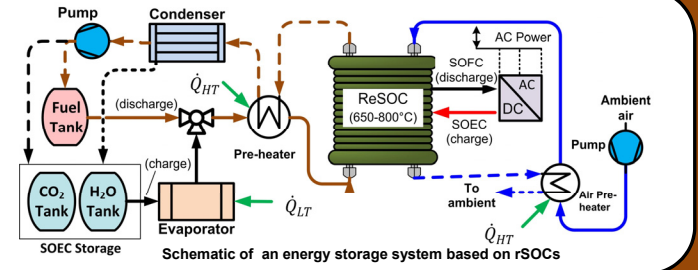 Pump
Condenser
AC Power
SOFC
(discharge)
AC
DC
Q̇HT
Fuel
Tank
(discharge)
ReSOC
(650-800°C)
SOEC
(charge)
Ambient
air
Pump
Pre-heater
(charge)
CO2
Tank
H2O
Tank
Evaporator
Q̇LT
To
ambient
Air Pre-
heater
Q̇HT
SOEC Storage
Schematic of an energy storage system based on rSOCs